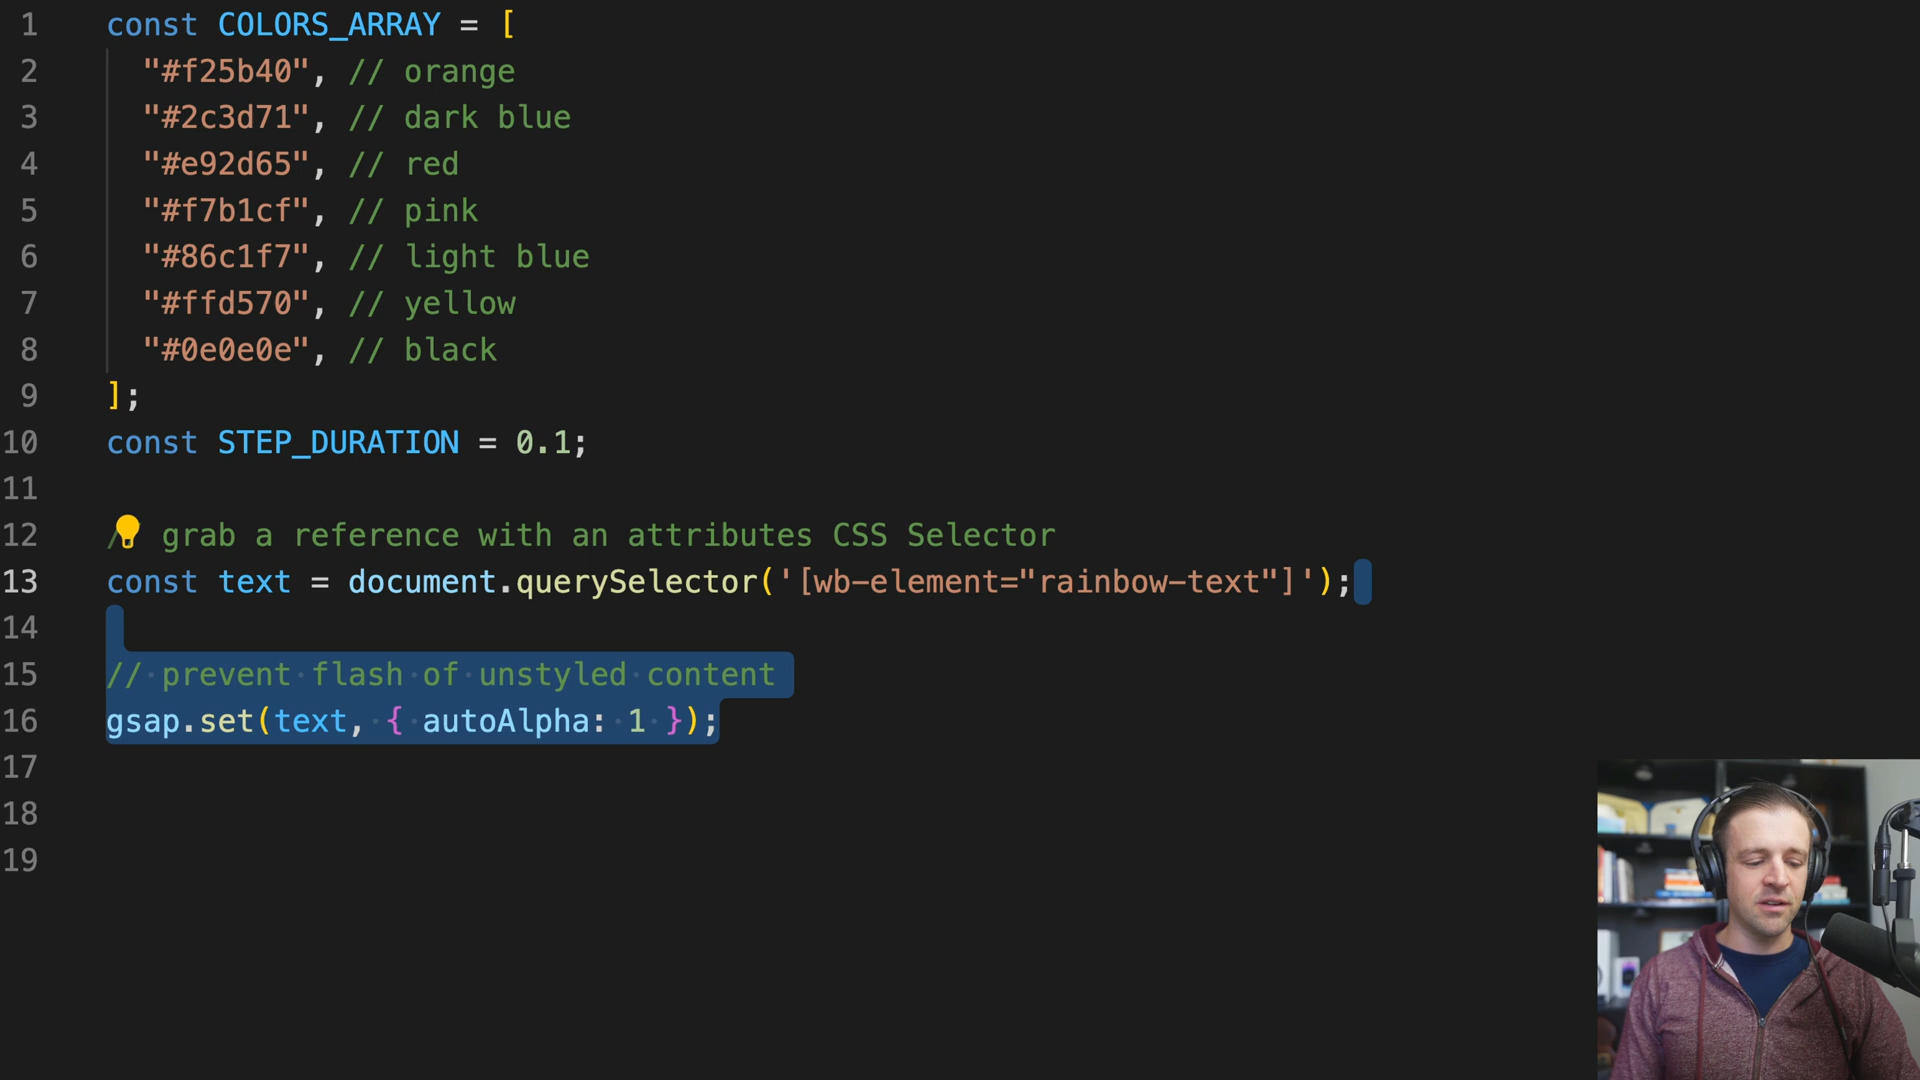 1 const COLORS_ARRAY = [
2 "#f25b40", // orange
3 "#2c3d71", // dark blue
4 "#e92d65", // red
5 "#f7b1cf", // pink
6 "#86c1f7", // light blue
7 "#ffd570", // yellow
8 "#0e0e0e", // black
9 ];
10 const STEP_DURATION = 0.1;
11
12 / grab a reference with an attributes CSS Selector
13 const text = document.querySelector('[wb-element="rainbow-text"]');
14
15 // prevent flash of unstyled content
16 gsap.set(text, { autoAlpha: 1 });
17
18
19